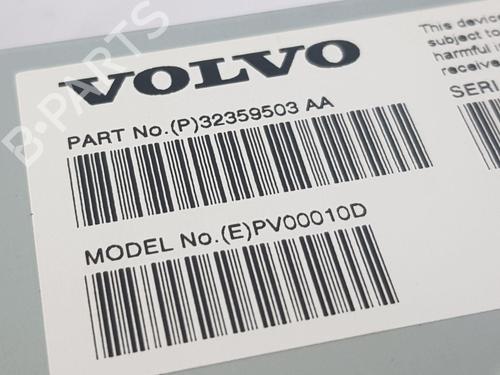 VOLVO
PART No.(P)32359503 AA
MODEL No.(E)PV00010D
This device
subject to
harmful
receive
SERI
B-PARTS